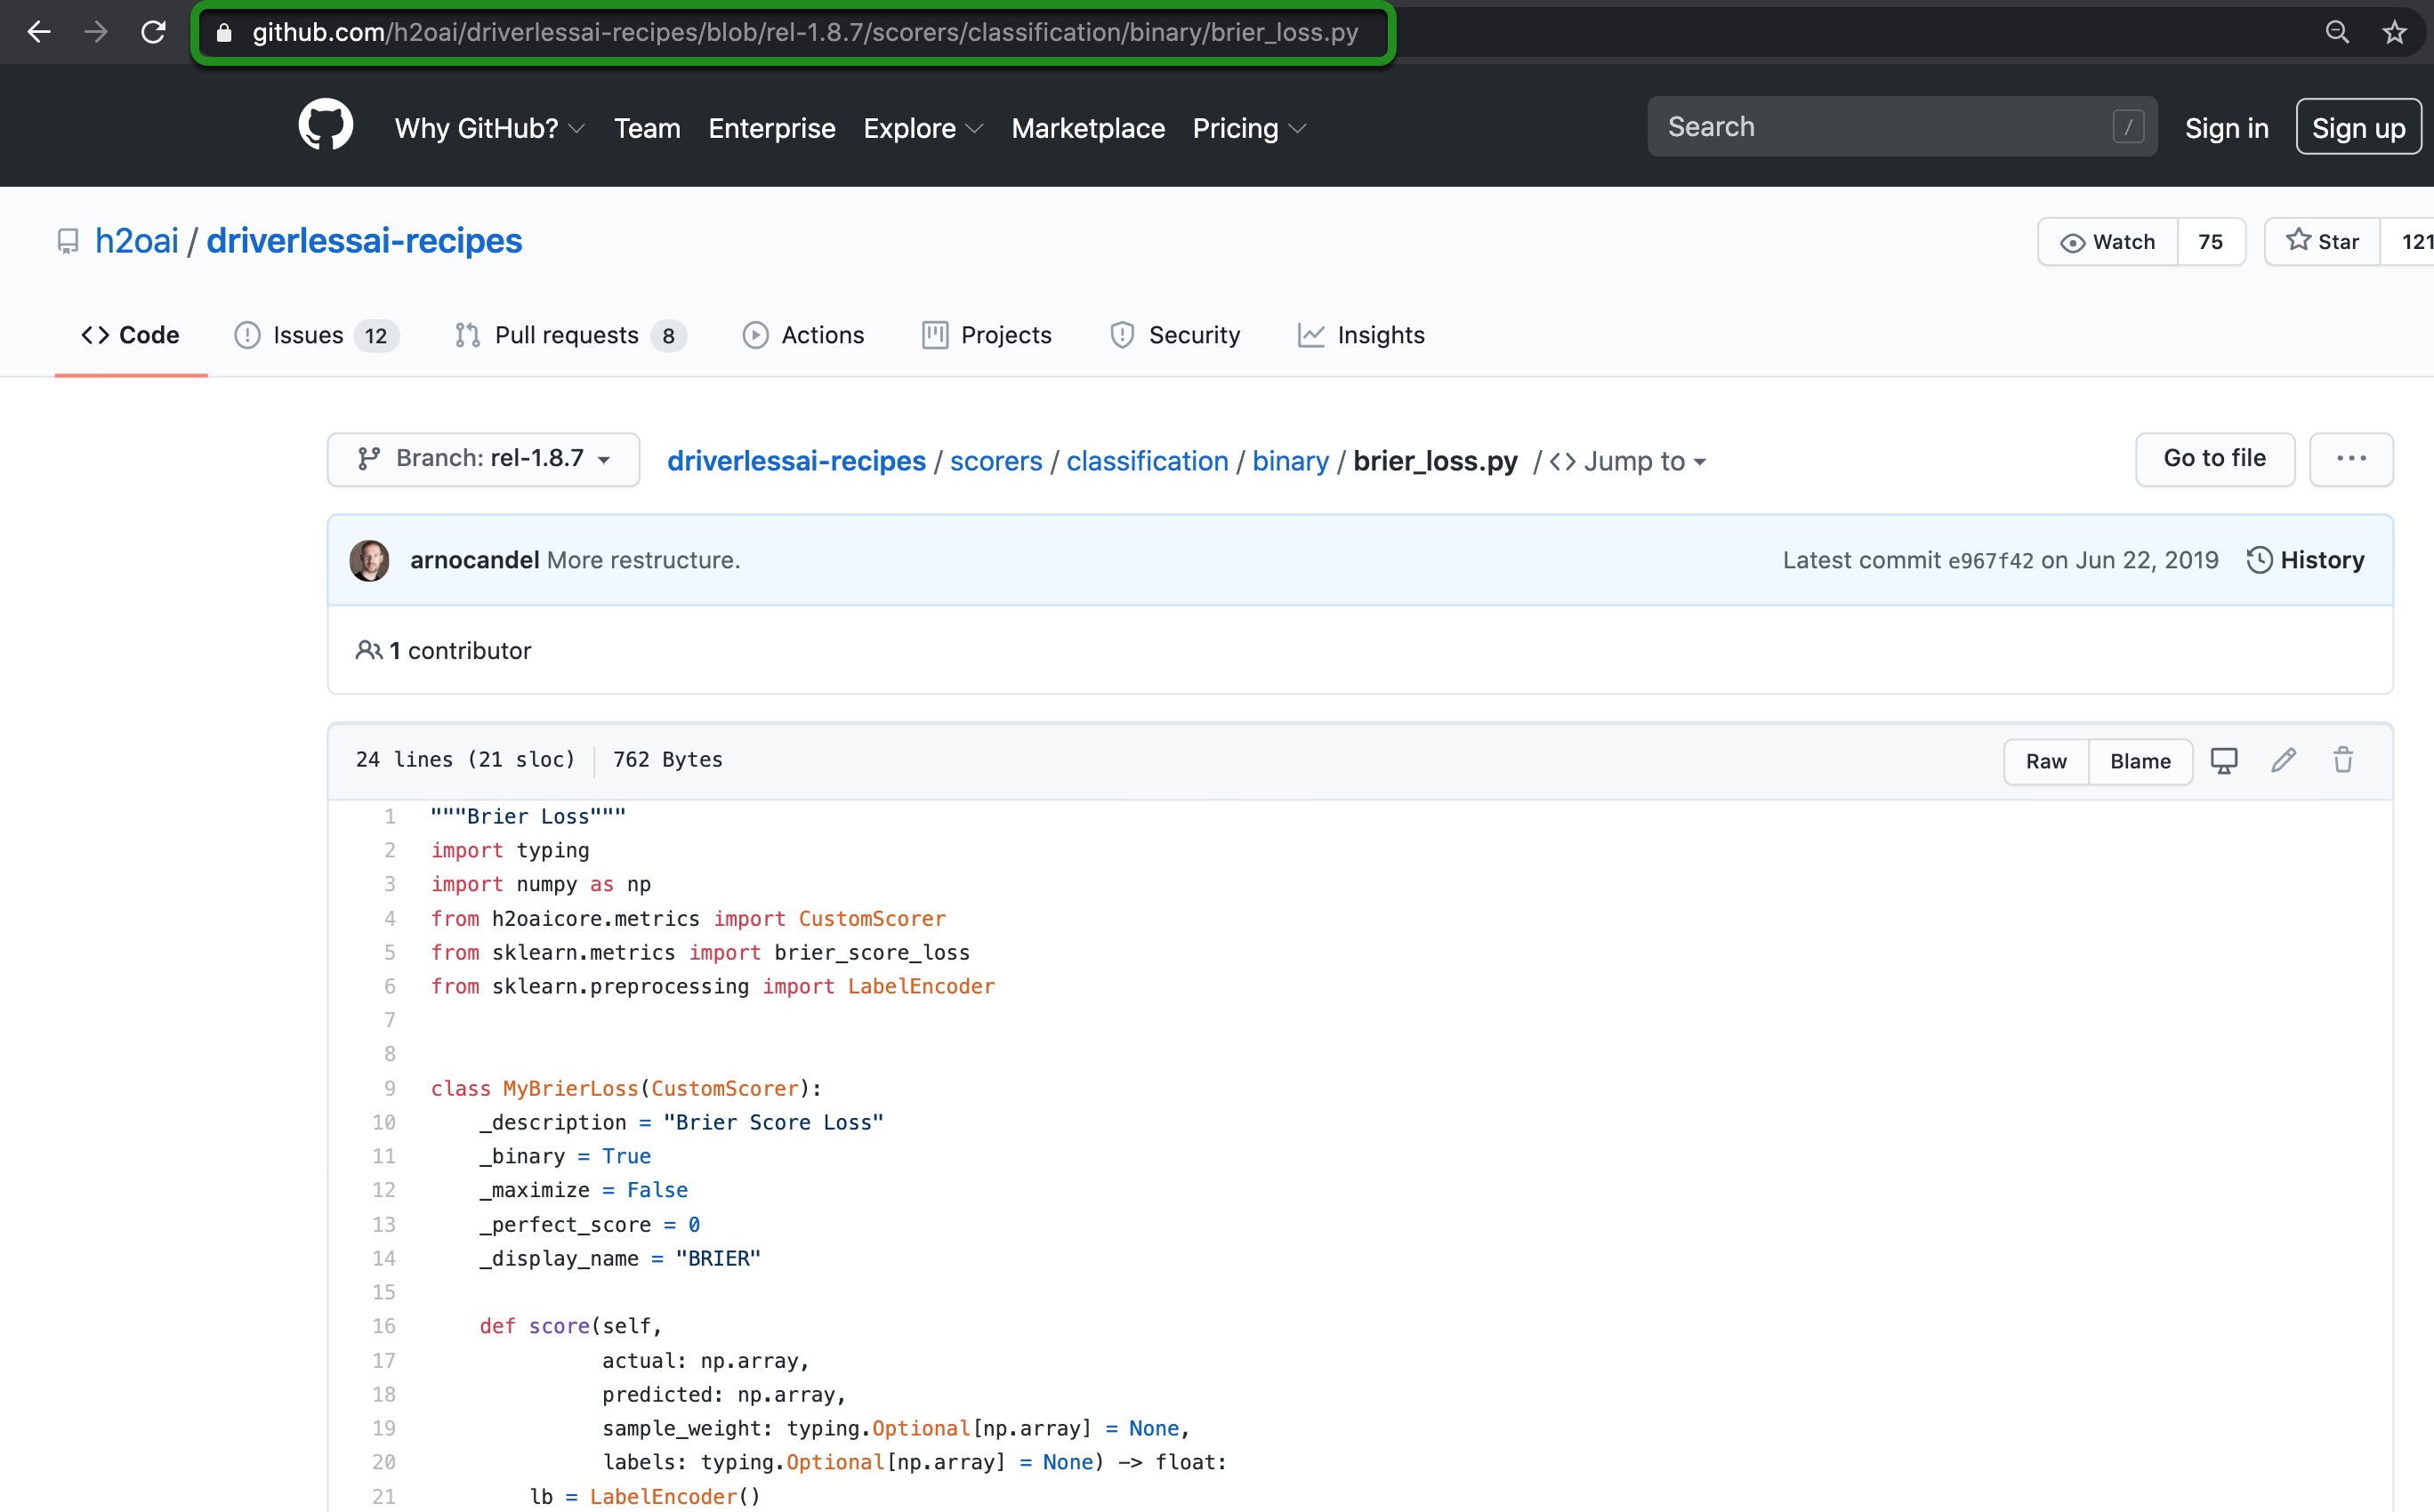 github.com/h2oai/driverlessai-recipes/blob/rel-1.8.7/scorers/classification/binary/brier_loss.py
Why GitHub? Team Enterprise Explore Marketplace Pricing Search / Sign in Sign up
h2oai / driverlessai-recipes Watch 75 Star 121
Code Issues 12 Pull requests 8 Actions Projects Security Insights
Branch: rel-1.8.7 driverlessai-recipes / scorers / classification / binary / brier_loss.py / <> Jump to Go to file ...
arnocandel More restructure. Latest commit e967f42 on Jun 22, 2019 History
1 contributor
24 lines (21 sloc) 762 Bytes Raw Blame
1 """Brier Loss"""
2 import typing
3 import numpy as np
4 from h2oaicore.metrics import CustomScorer
5 from sklearn.metrics import brier_score_loss
6 from sklearn.preprocessing import LabelEncoder
7
8
9 class MyBrierLoss(CustomScorer):
10 _description = "Brier Score Loss"
11 _binary = True
12 _maximize = False
13 _perfect_score = 0
14 _display_name = "BRIER"
15
16 def score(self,
17 actual: np.array,
18 predicted: np.array,
19 sample_weight: typing.Optional[np.array] = None,
20 labels: typing.Optional[np.array] = None) -> float:
21 lb = LabelEncoder()